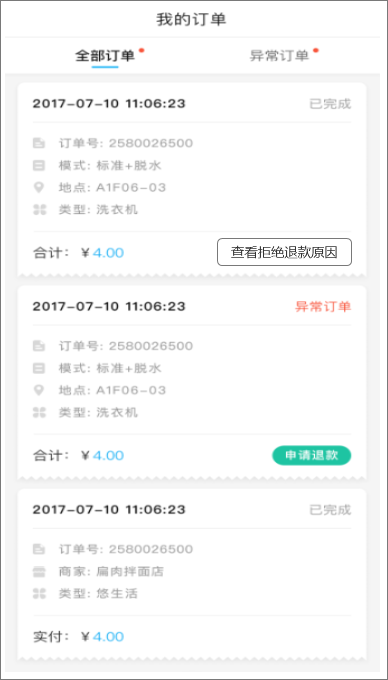 我的订单
全部订单
异常订单
2017-07-10 11:06:23
已完成
订单号: 2580026500
模式: 标准+脱水
地点: A1F06-03
类型: 洗衣机
合计: ￥4.00
查看拒绝退款原因
2017-07-10 11:06:23
异常订单
订单号: 2580026500
模式: 标准+脱水
地点: A1F06-03
类型: 洗衣机
合计: ￥4.00
申请退款
2017-07-10 11:06:23
已完成
订单号: 2580026500
商家: 扁肉拌面店
类型: 悠生活
实付: ￥4.00